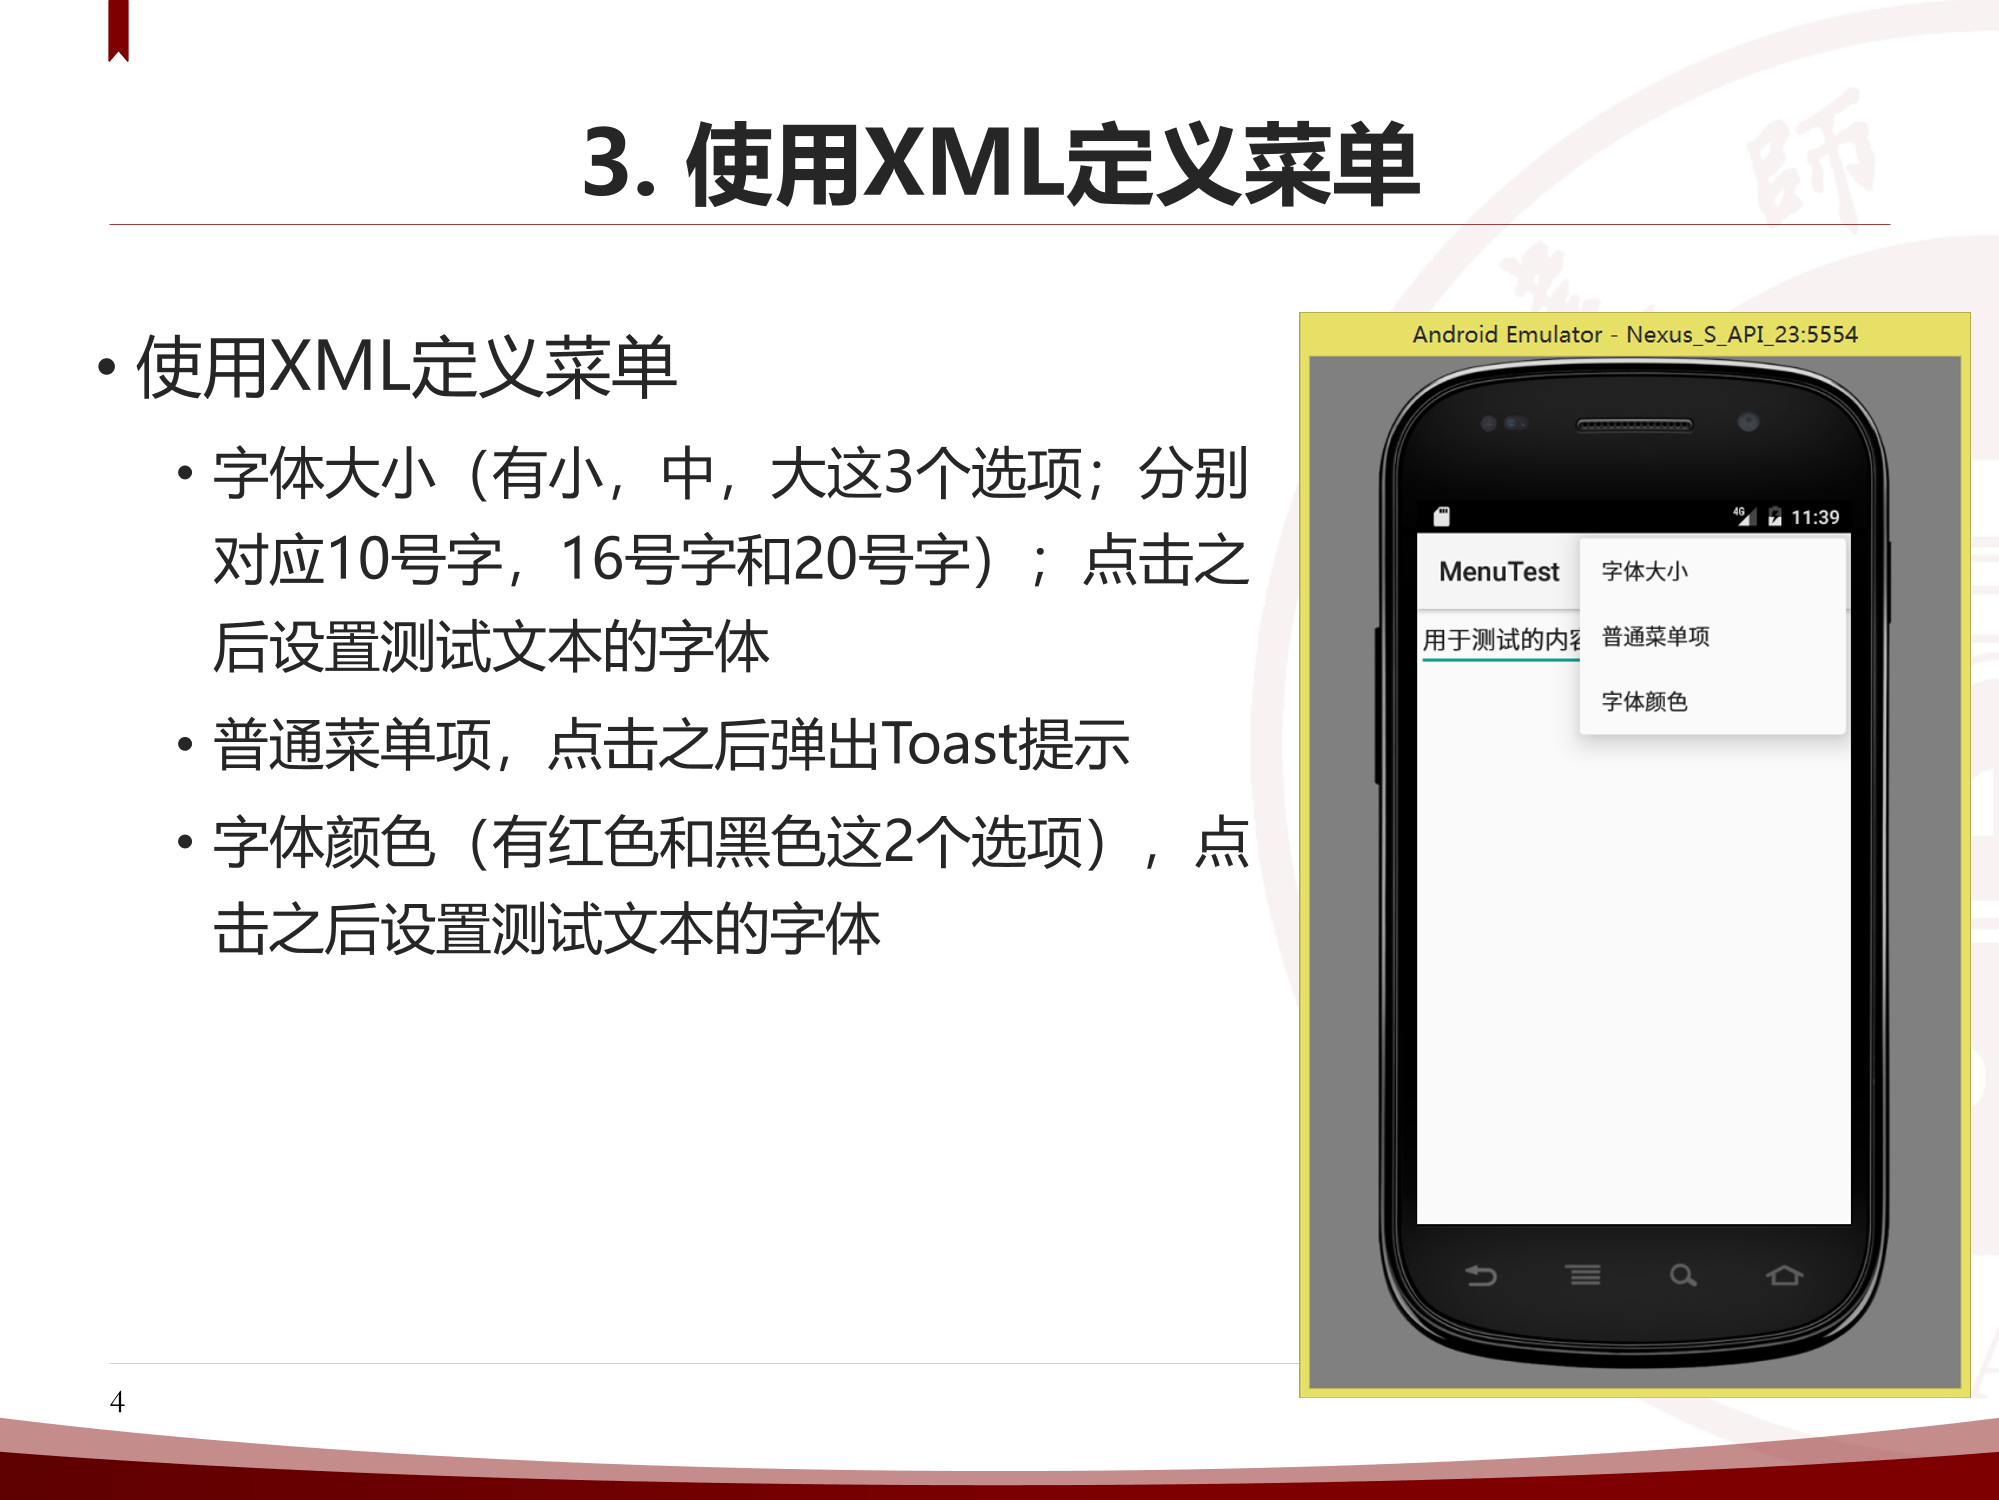 3. 使用XML定义菜单
• 使用XML定义菜单
• 字体大小（有小，中，大这3个选项；分别
对应10号字，16号字和20号字）；点击之
后设置测试文本的字体
• 普通菜单项，点击之后弹出Toast提示
• 字体颜色（有红色和黑色这2个选项），点
击之后设置测试文本的字体
Android Emulator - Nexus_S_API_23:5554
4G 11:39
MenuTest
字体大小
用于测试的内容
普通菜单项
字体颜色
4
師